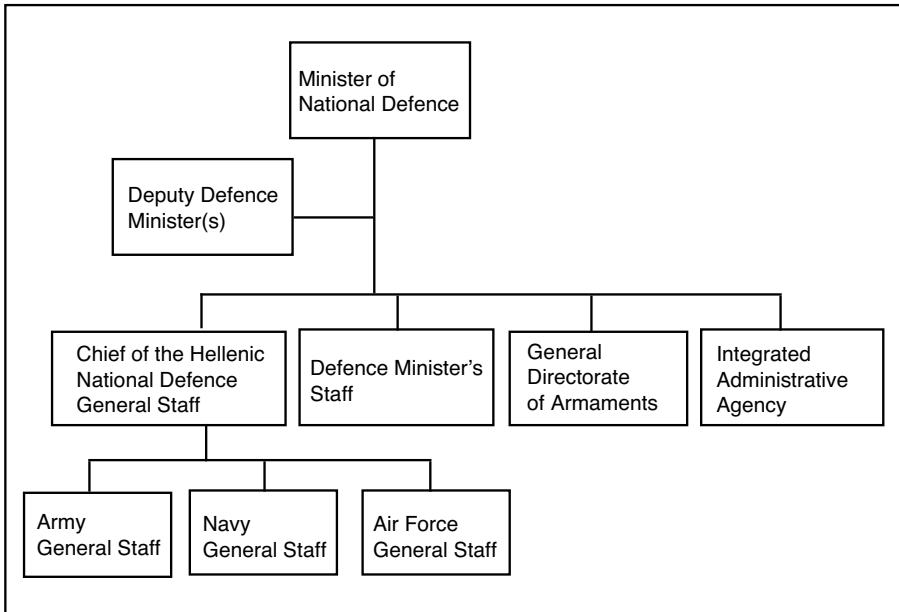 Minister of
National Defence
Deputy Defence
Minister(s)
Chief of the Hellenic
National Defence
General Staff
Defence Minister's
Staff
General
Directorate
of Armaments
Integrated
Administrative
Agency
Army
General Staff
Navy
General Staff
Air Force
General Staff